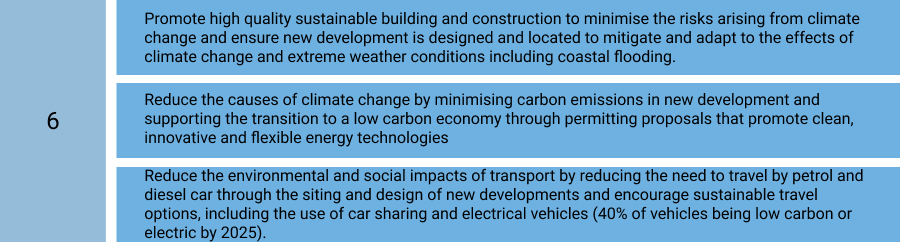 Promote high quality sustainable building and construction to minimise the risks arising from climate
change and ensure new development is designed and located to mitigate and adapt to the effects of
climate change and extreme weather conditions including coastal flooding.
6
Reduce the causes of climate change by minimising carbon emissions in new development and
supporting the transition to a low carbon economy through permitting proposals that promote clean,
innovative and flexible energy technologies
Reduce the environmental and social impacts of transport by reducing the need to travel by petrol and
diesel car through the siting and design of new developments and encourage sustainable travel
options, including the use of car sharing and electrical vehicles (40% of vehicles being low carbon or
electric by 2025).